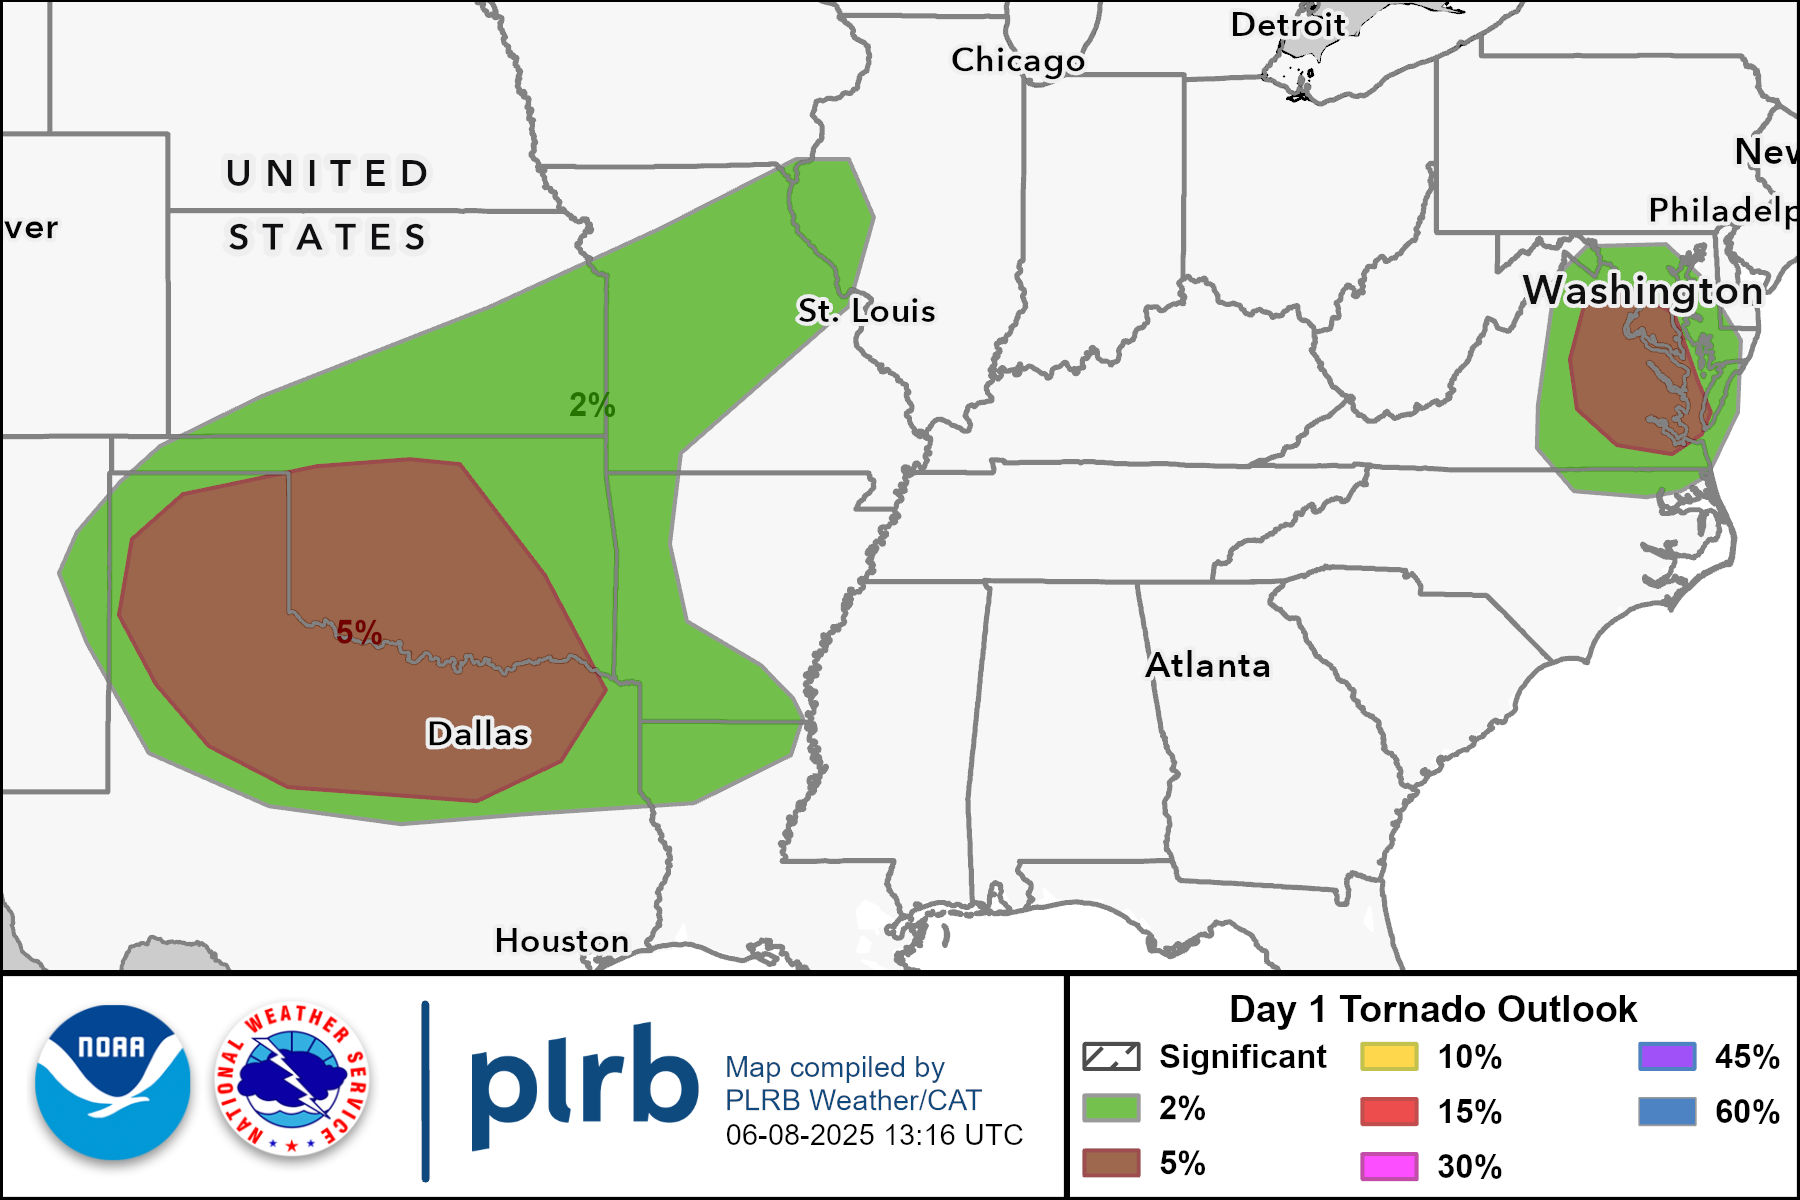 Detroit
Chicago
New
UNITED
Philadelp
STATES
ver
Washington
St. Louis
2%
5%
Atlanta
Dallas
Houston
NOAA
NATIONAL WEATHER SERVICE
plrb
Map compiled by
PLRB Weather/CAT
06-08-2025 13:16 UTC
Day 1 Tornado Outlook
Significant
2%
5%
10%
15%
30%
45%
60%